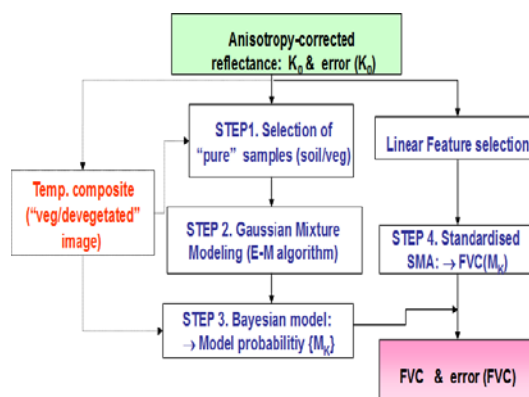 Anisotropy-corrected
reflectance: K₀ & error (K₀)
STEP1. Selection of
“pure” samples (soil/veg)
Linear Feature selection
Temp. composite
(“veg/devegetated”
image)
STEP 2. Gaussian Mixture
Modeling (E-M algorithm)
STEP 4. Standardised
SMA: → FVC(M_K)
STEP 3. Bayesian model:
→ Model probabilitiy {M_K}
FVC & error (FVC)